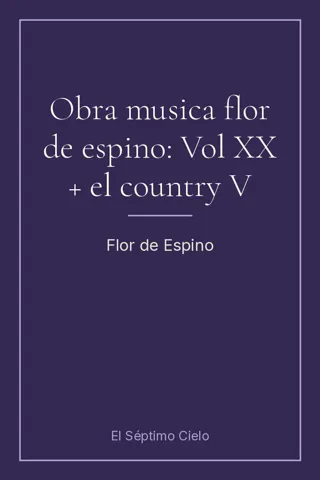 Obra musica flor
de espino: Vol XX
+ el country V
Flor de Espino
El Séptimo Cielo